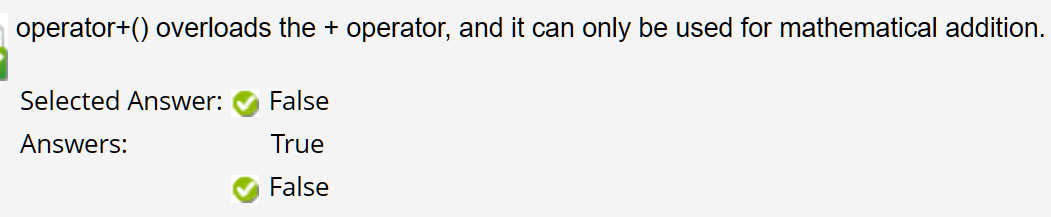 operator+() overloads the + operator, and it can only be used for mathematical addition.
Selected Answer: False
Answers: True
False